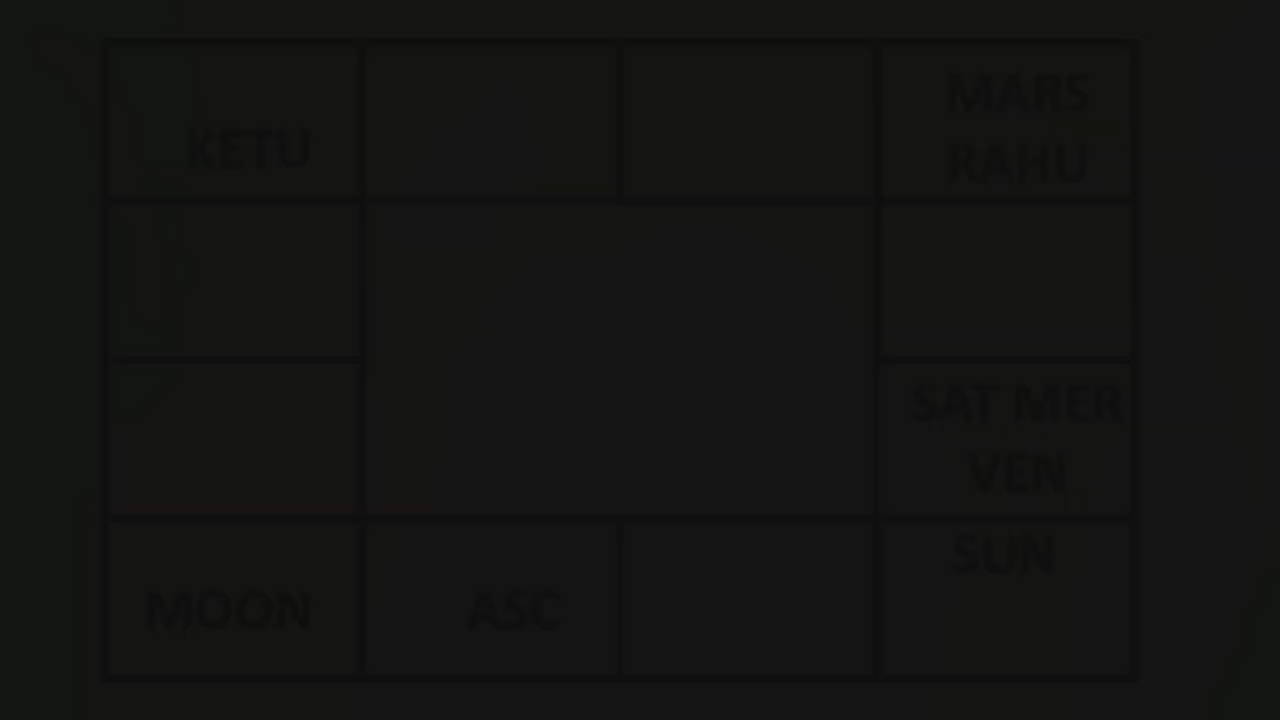 MARS
KETU
RAHU
SAT MER
VEN
SUN
MOON
ASC